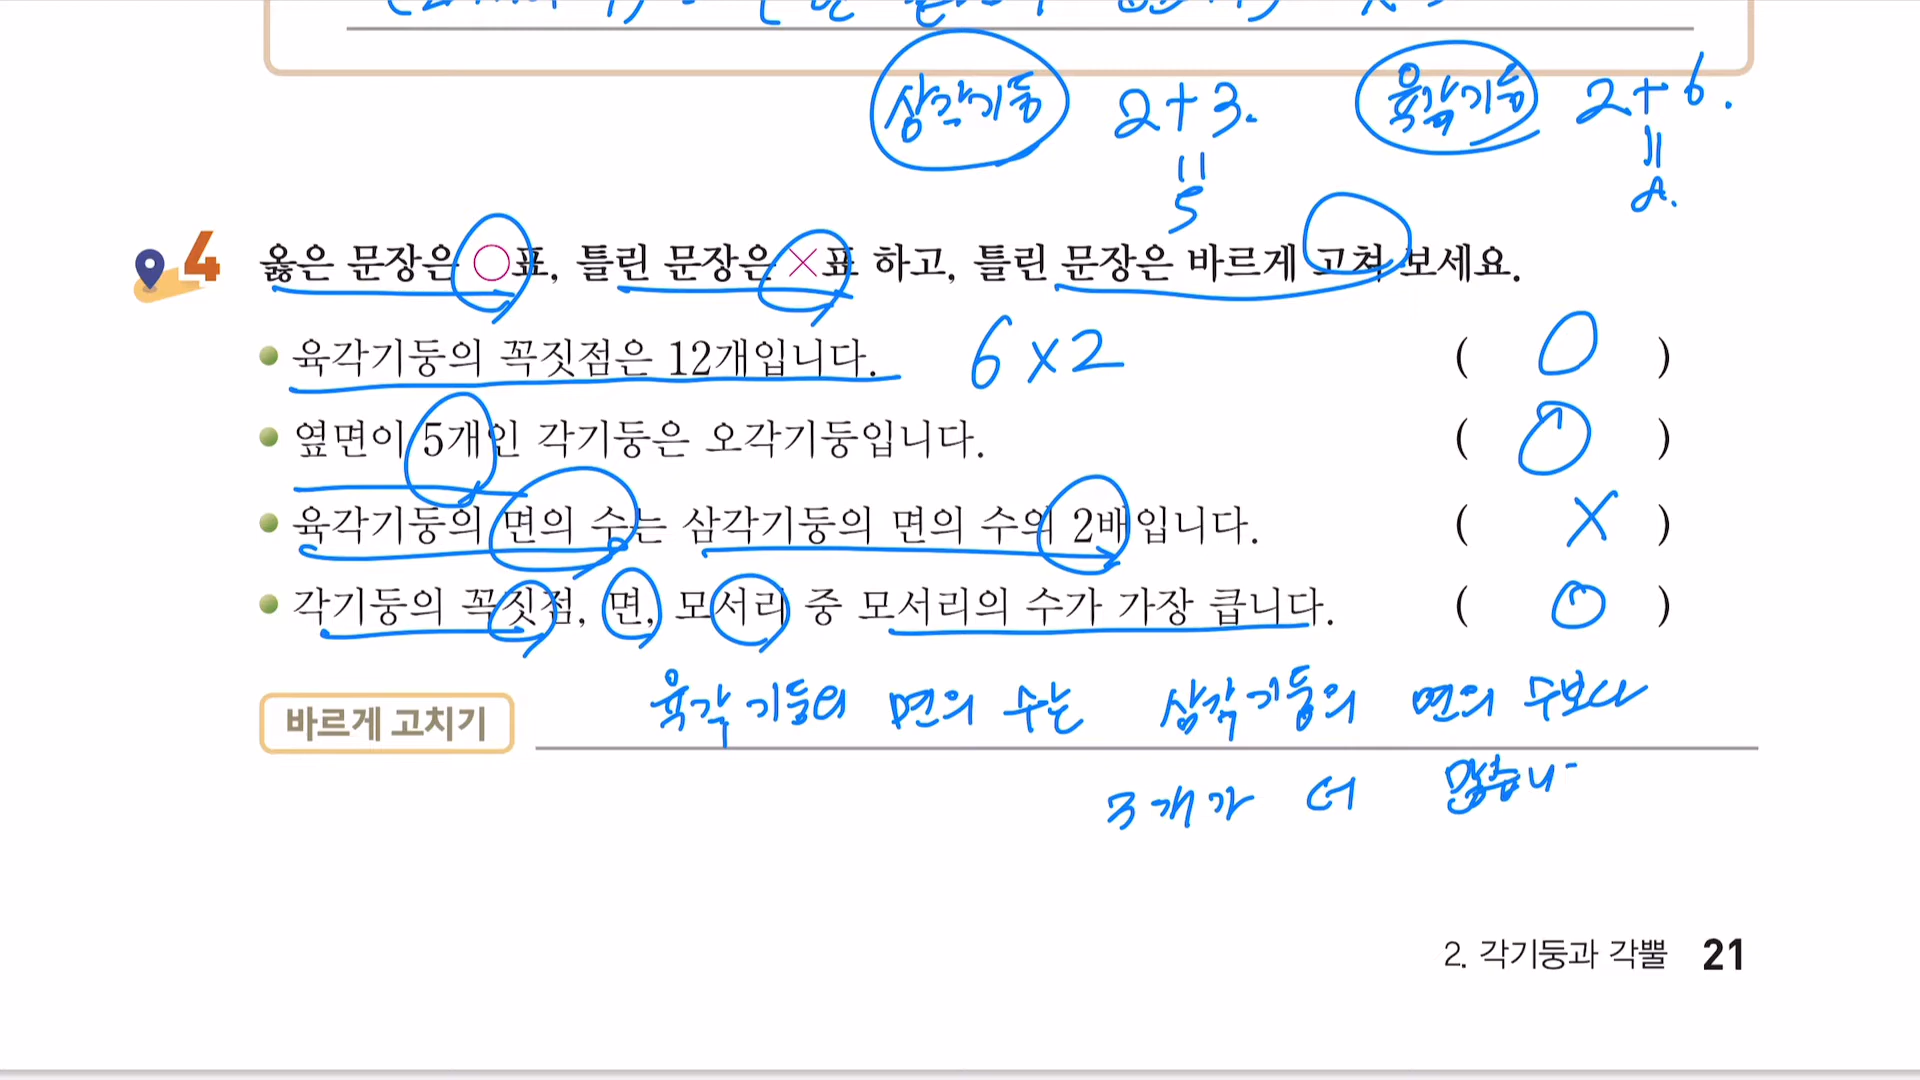 삼각기둥 2+3. 육각기둥 2+6.
5
4 옳은 문장은 ○표, 틀린 문장은 ×표 하고, 틀린 문장은 바르게 고쳐 보세요.
육각기둥의 꼭짓점은 12개입니다. 6×2 ( O )
옆면이 5개인 각기둥은 오각기둥입니다. ( O )
육각기둥의 면의 수는 삼각기둥의 면의 수의 2배입니다. ( X )
각기둥의 꼭짓점, 면, 모서리 중 모서리의 수가 가장 큽니다. ( O )
바르게 고치기 육각기둥의 면의 수는 삼각기둥의 면의 수보다
3개가 더
2. 각기둥과 각뿔 21